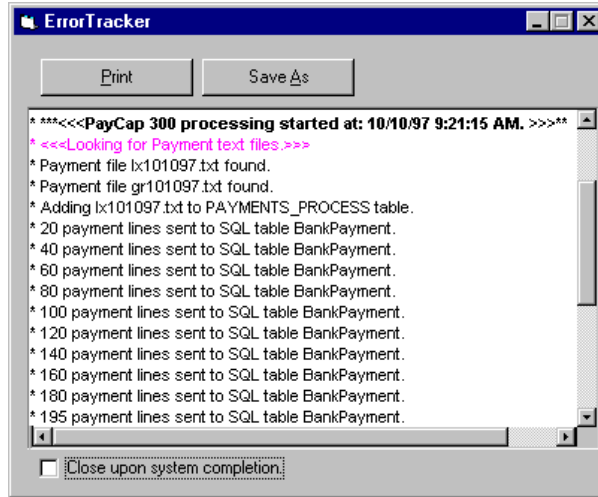 ErrorTracker
Print
Save As
* ***<<<PayCap 300 processing started at: 10/10/97 9:21:15 AM. >>>**
* <<<Looking for Payment text files.>>>
* Payment file lx101097.txt found.
* Payment file gr101097.txt found.
* Adding lx101097.txt to PAYMENTS_PROCESS table.
* 20 payment lines sent to SQL table BankPayment.
* 40 payment lines sent to SQL table BankPayment.
* 60 payment lines sent to SQL table BankPayment.
* 80 payment lines sent to SQL table BankPayment.
* 100 payment lines sent to SQL table BankPayment.
* 120 payment lines sent to SQL table BankPayment.
* 140 payment lines sent to SQL table BankPayment.
* 160 payment lines sent to SQL table BankPayment.
* 180 payment lines sent to SQL table BankPayment.
* 195 payment lines sent to SQL table BankPayment.
Close upon system completion.